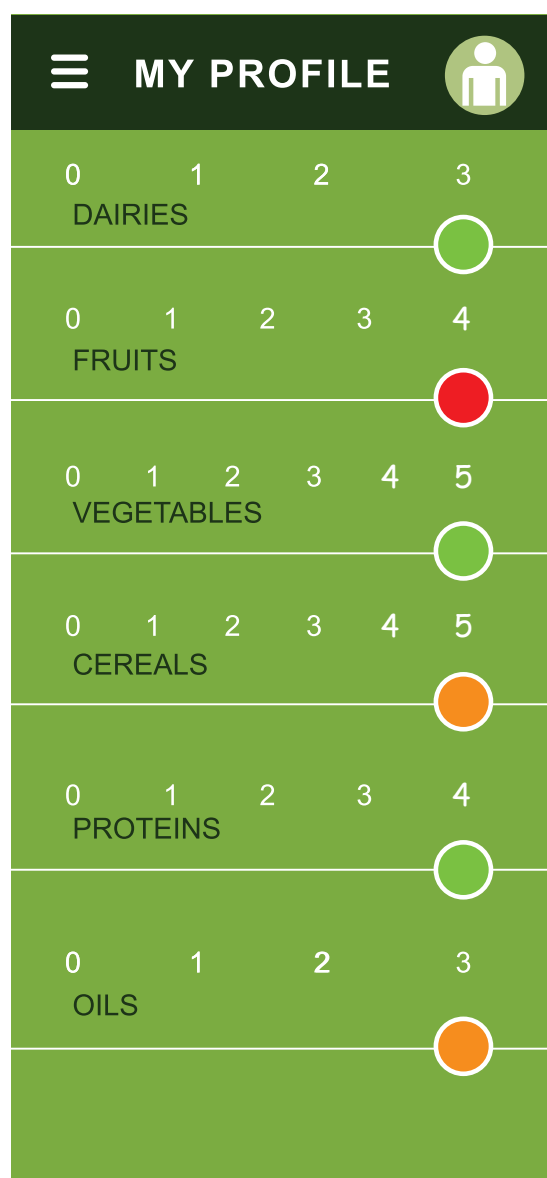 MY PROFILE
0 1 2 3
DAIRIES
0 1 2 3 4
FRUITS
0 1 2 3 4 5
VEGETABLES
0 1 2 3 4 5
CEREALS
0 1 2 3 4
PROTEINS
0 1 2 3
OILS